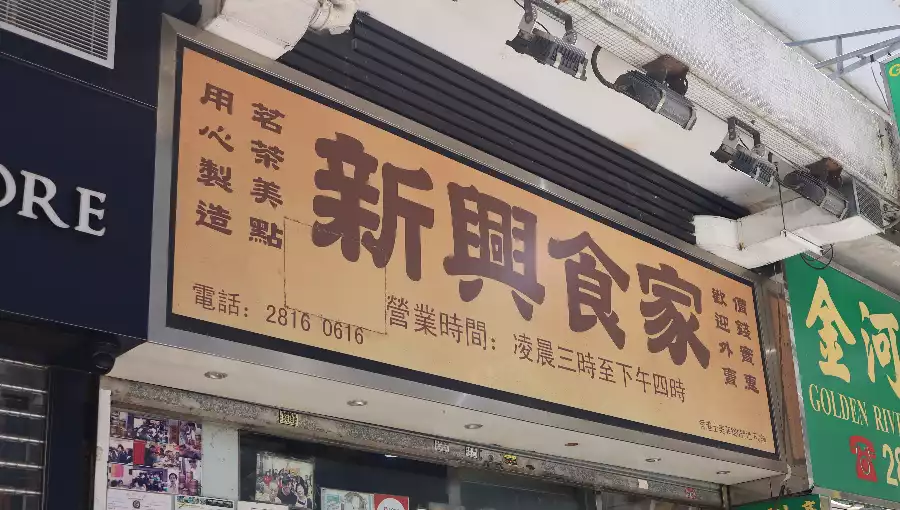 ORE
茗茶美點
用心製造
新興食家
價錢實惠
歡迎外賣
電話：2816 0616
營業時間：凌晨三時至下午四時
金河
GOLDEN RIVE
☎28